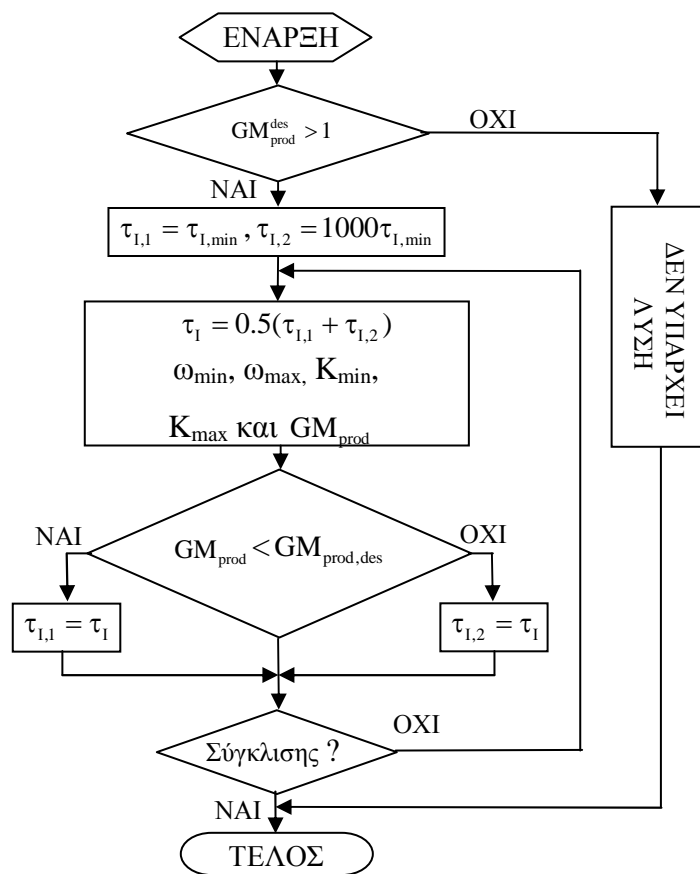 ΕΝΑΡΞΗ
GM_prod^des > 1
ΟΧΙ
ΝΑΙ
τ_I,1 = τ_I,min , τ_I,2 = 1000τ_I,min
ΔΕΝ ΥΠΑΡΧΕΙ
ΛΥΣΗ
τ_I = 0.5(τ_I,1 + τ_I,2)
ω_min, ω_max, K_min,
K_max και GM_prod
ΝΑΙ
GM_prod < GM_prod,des
ΟΧΙ
τ_I,1 = τ_I
τ_I,2 = τ_I
Σύγκλισης ?
ΟΧΙ
ΝΑΙ
ΤΕΛΟΣ